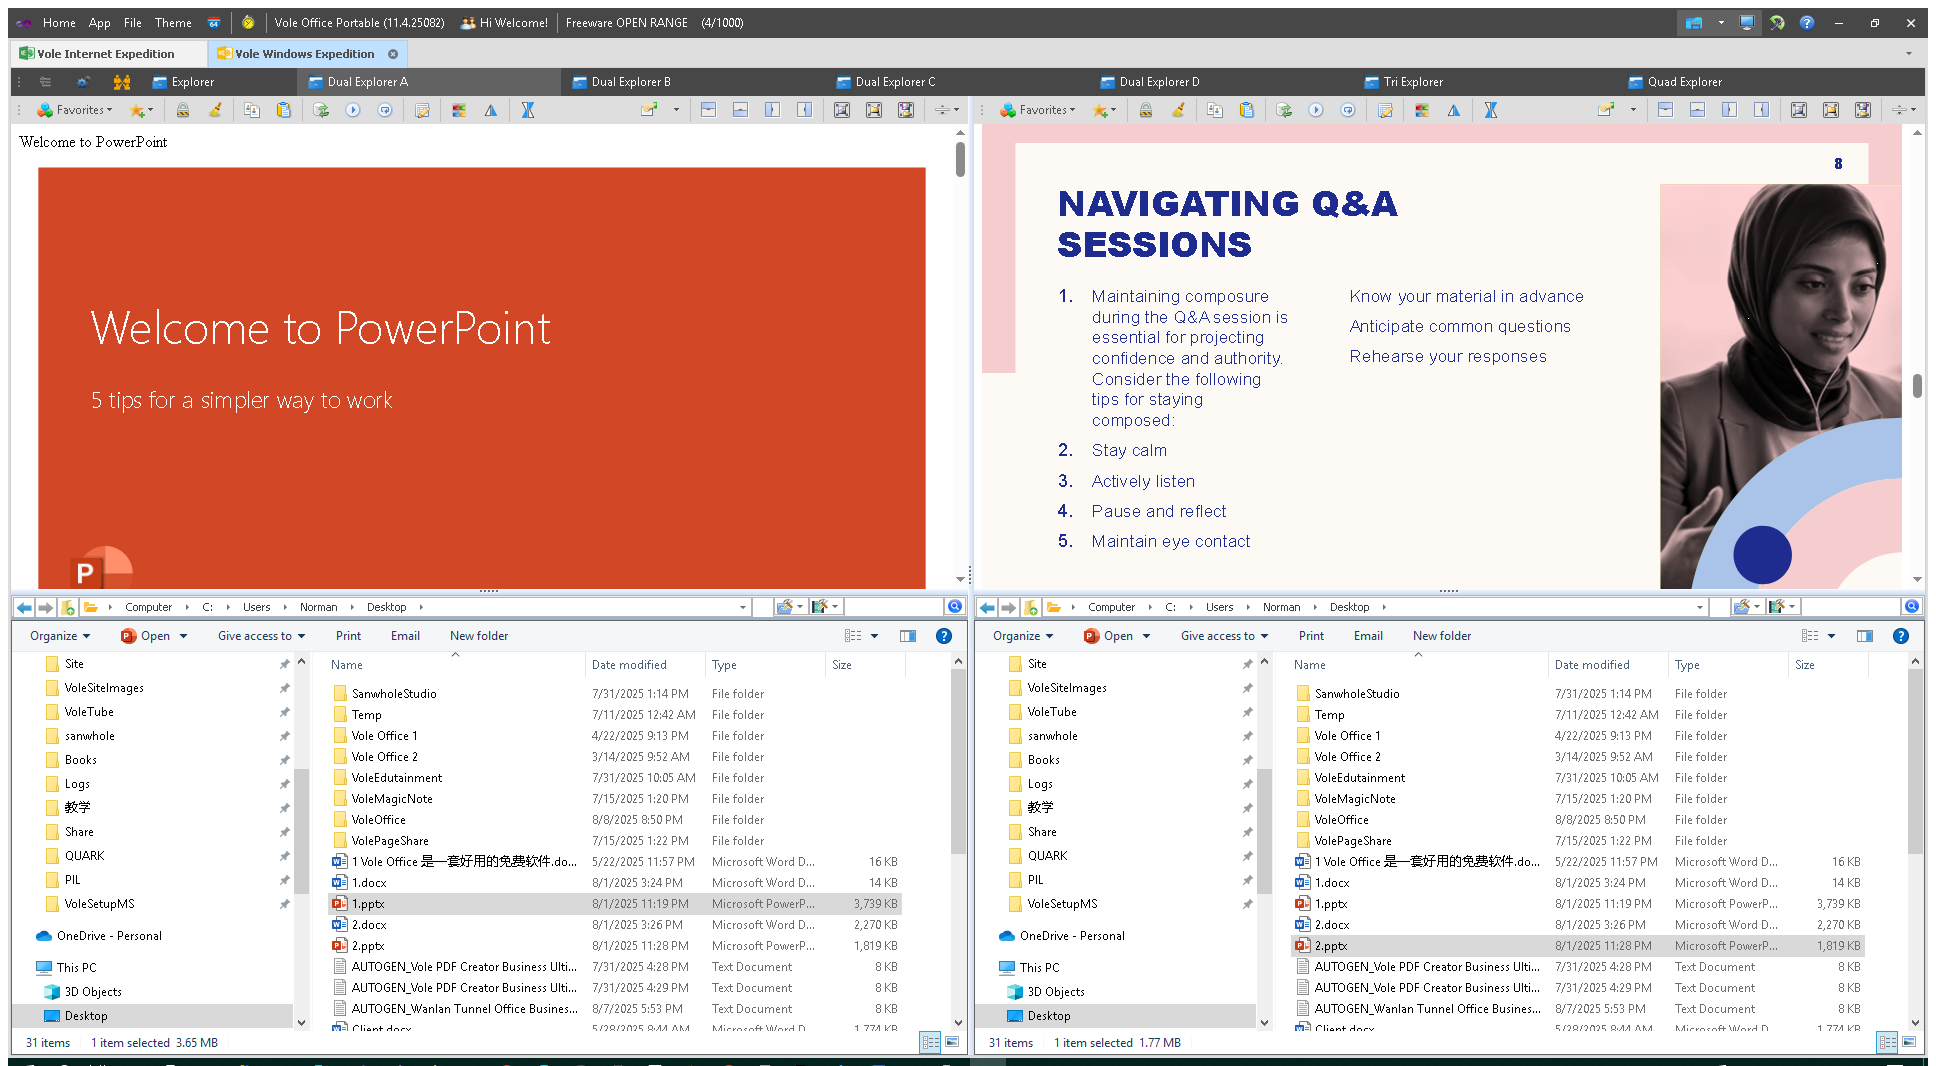 Home App File Theme 64 Vole Office Portable (11.4.25082) Hi Welcome! Freeware OPEN RANGE (4/1000)
Vole Internet Expedition Vole Windows Expedition
Explorer Dual Explorer A Dual Explorer B Dual Explorer C Dual Explorer D Tri Explorer Quad Explorer
Favorites
Welcome to PowerPoint
Welcome to PowerPoint
5 tips for a simpler way to work
P
Computer C: Users Norman Desktop
Organize Open Give access to Print Email New folder
Site
VoleSiteImages
VoleTube
sanwhole
Books
Logs
教学
Share
QUARK
PIL
VoleSetupMS
OneDrive - Personal
This PC
3D Objects
Desktop
Name Date modified Type Size
SanwholeStudio 7/31/2025 1:14 PM File folder
Temp 7/11/2025 12:42 AM File folder
Vole Office 1 4/22/2025 9:13 PM File folder
Vole Office 2 3/14/2025 9:52 AM File folder
VoleEdutainment 7/31/2025 10:05 AM File folder
VoleMagicNote 7/15/2025 1:20 PM File folder
VoleOffice 8/8/2025 8:50 PM File folder
VolePageShare 7/15/2025 1:22 PM File folder
1 Vole Office 是一套好用的免费软件.do... 5/22/2025 11:57 PM Microsoft Word D... 16 KB
1.docx 8/1/2025 3:24 PM Microsoft Word D... 14 KB
1.pptx 8/1/2025 11:19 PM Microsoft PowerP... 3,739 KB
2.docx 8/1/2025 3:26 PM Microsoft Word D... 2,270 KB
2.pptx 8/1/2025 11:28 PM Microsoft PowerP... 1,819 KB
AUTOGEN_Vole PDF Creator Business Ulti... 7/31/2025 4:28 PM Text Document 8 KB
AUTOGEN_Vole PDF Creator Business Ulti... 7/31/2025 4:29 PM Text Document 8 KB
AUTOGEN_Wanlan Tunnel Office Busines... 8/7/2025 5:53 PM Text Document 8 KB
Client.docx 5/28/2025 8:44 AM Microsoft Word D... 1,774 KB
31 items 1 item selected 3.65 MB
Favorites
8
NAVIGATING Q&A
SESSIONS
1. Maintaining composure
during the Q&A session is
essential for projecting
confidence and authority.
Consider the following
tips for staying
composed:
2. Stay calm
3. Actively listen
4. Pause and reflect
5. Maintain eye contact
Know your material in advance
Anticipate common questions
Rehearse your responses
Computer C: Users Norman Desktop
Organize Open Give access to Print Email New folder
Site
VoleSiteImages
VoleTube
sanwhole
Books
Logs
教学
Share
QUARK
PIL
VoleSetupMS
OneDrive - Personal
This PC
3D Objects
Desktop
Name Date modified Type Size
SanwholeStudio 7/31/2025 1:14 PM File folder
Temp 7/11/2025 12:42 AM File folder
Vole Office 1 4/22/2025 9:13 PM File folder
Vole Office 2 3/14/2025 9:52 AM File folder
VoleEdutainment 7/31/2025 10:05 AM File folder
VoleMagicNote 7/15/2025 1:20 PM File folder
VoleOffice 8/8/2025 8:50 PM File folder
VolePageShare 7/15/2025 1:22 PM File folder
1 Vole Office 是一套好用的免费软件.do... 5/22/2025 11:57 PM Microsoft Word D... 16 KB
1.docx 8/1/2025 3:24 PM Microsoft Word D... 14 KB
1.pptx 8/1/2025 11:19 PM Microsoft PowerP... 3,739 KB
2.docx 8/1/2025 3:26 PM Microsoft Word D... 2,270 KB
2.pptx 8/1/2025 11:28 PM Microsoft PowerP... 1,819 KB
AUTOGEN_Vole PDF Creator Business Ulti... 7/31/2025 4:28 PM Text Document 8 KB
AUTOGEN_Vole PDF Creator Business Ulti... 7/31/2025 4:29 PM Text Document 8 KB
AUTOGEN_Wanlan Tunnel Office Busines... 8/7/2025 5:53 PM Text Document 8 KB
Client.docx 5/28/2025 8:44 AM Microsoft Word D... 1,774 KB
31 items 1 item selected 1.77 MB